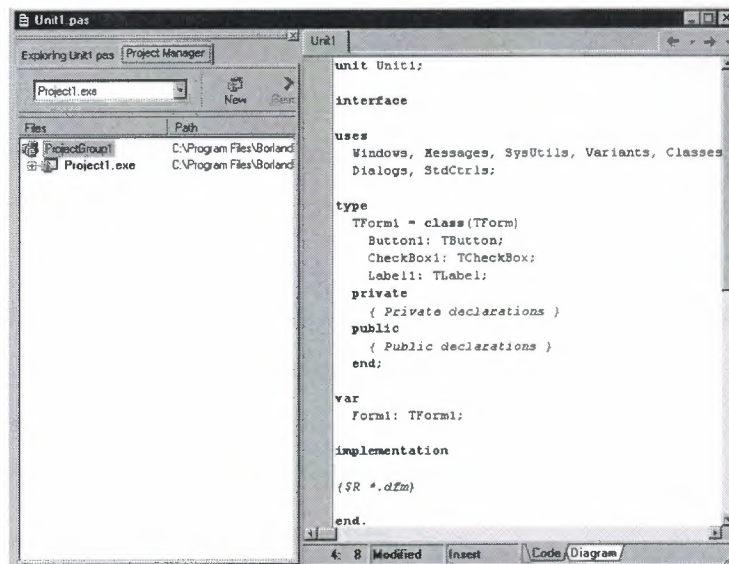 Unit1.pas
Exploring Unit1.pas Project Manager
Project1.exe
New
Files Path
ProjectGroup1 C:\Program Files\Borland
Project1.exe C:\Program Files\Borland
Unit1
unit Unit1;
interface
uses
Windows, Messages, SysUtils, Variants, Classes
Dialogs, StdCtrls;
type
TForm1 = class(TForm)
Button1: TButton;
CheckBox1: TCheckBox;
Label1: TLabel;
private
{ Private declarations }
public
{ Public declarations }
end;
var
Form1: TForm1;
implementation
{$R *.dfm}
end.
4: 8 Modified Insert Code Diagram